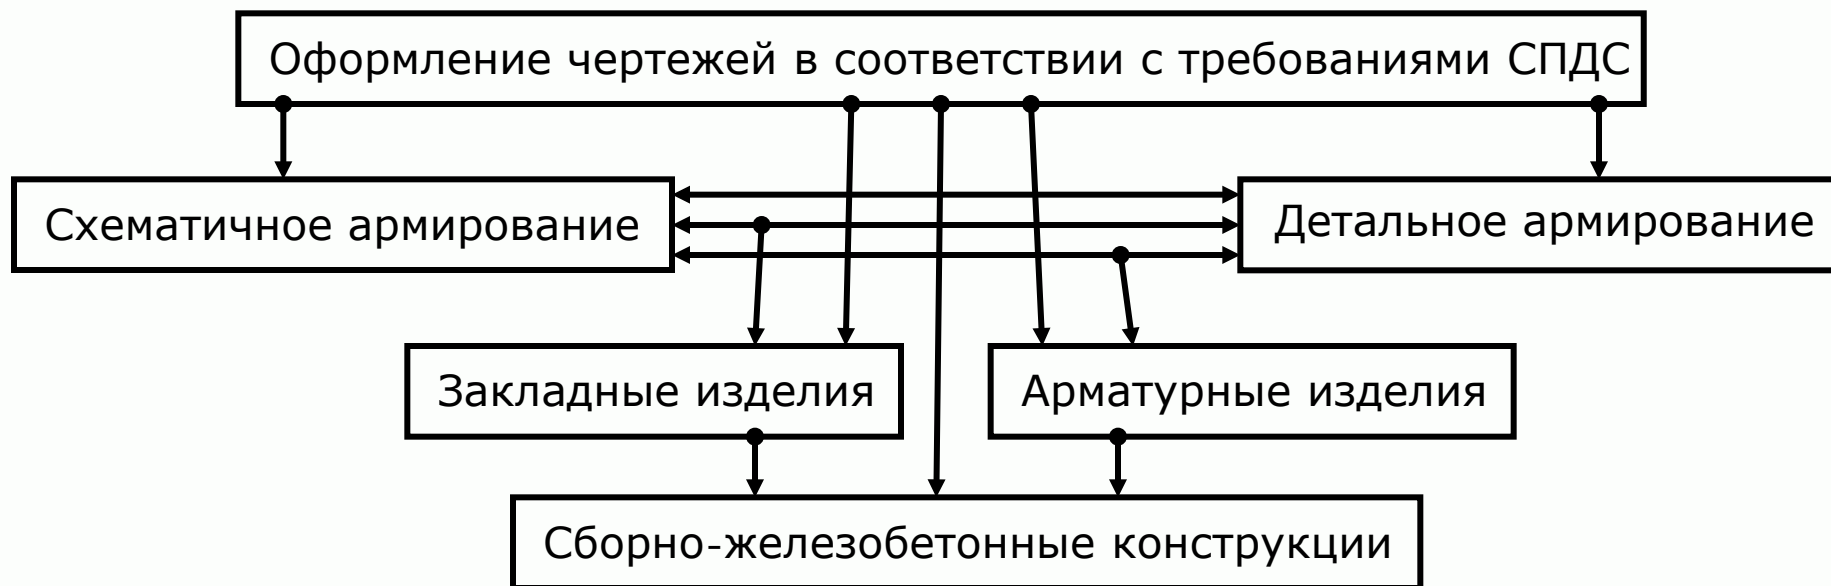 Оформление чертежей в соответствии с требованиями СПДС
Схематичное армирование
Детальное армирование
Закладные изделия
Арматурные изделия
Сборно-железобетонные конструкции